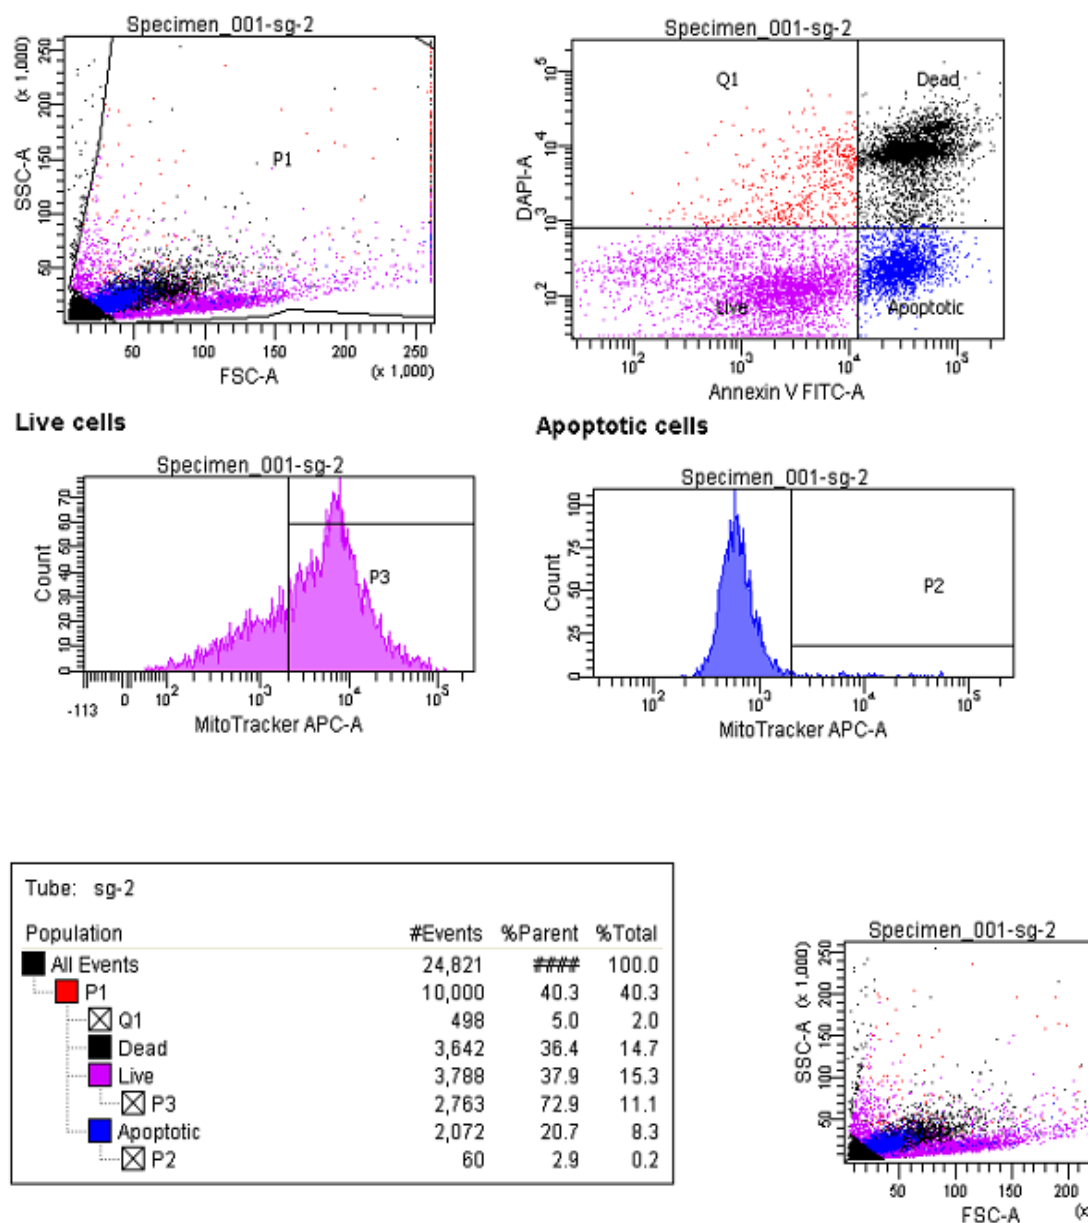 Specimen_001-sg-2
SSC-A (x 1,000)
250
200
150
100
50
P1
50 100 150 200 250
FSC-A (x 1,000)
Specimen_001-sg-2
DAPI-A
10^5
10^4
10^3
10^2
Q1
Dead
Live
Apoptotic
10^2 10^3 10^4 10^5
Annexin V FITC-A
Live cells
Specimen_001-sg-2
Count
70
60
50
40
30
20
10
0
P3
-113 0 10^2 10^3 10^4 10^5
MitoTracker APC-A
Apoptotic cells
Specimen_001-sg-2
Count
100
75
50
25
0
P2
10^2 10^3 10^4 10^5
MitoTracker APC-A
Tube: sg-2
Population #Events %Parent %Total
All Events 24,821 #### 100.0
P1 10,000 40.3 40.3
Q1 498 5.0 2.0
Dead 3,642 36.4 14.7
Live 3,788 37.9 15.3
P3 2,763 72.9 11.1
Apoptotic 2,072 20.7 8.3
P2 60 2.9 0.2
Specimen_001-sg-2
SSC-A (x 1,000)
250
200
150
100
50
50 100 150 200
FSC-A (x